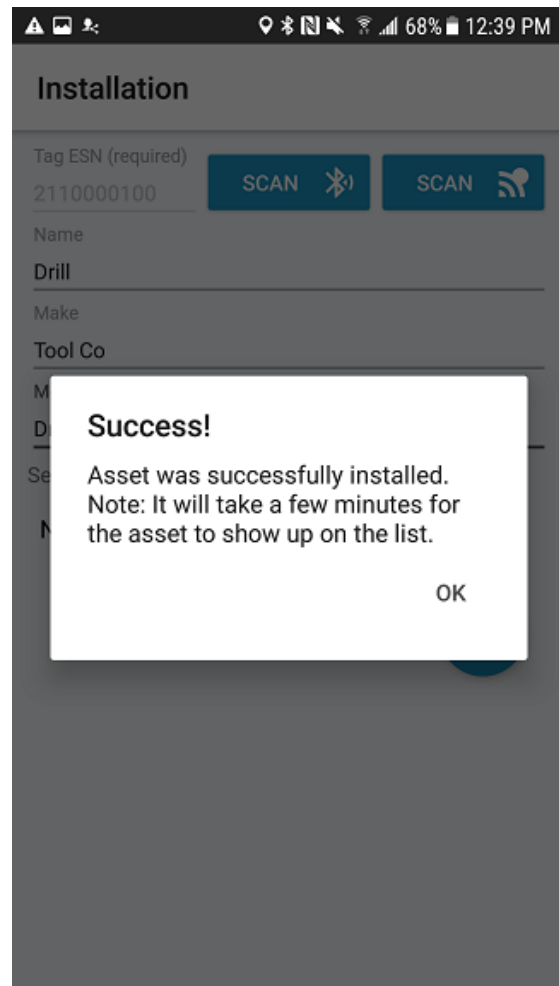 68% 12:39 PM
Installation
Tag ESN (required)
2110000100
SCAN
SCAN
Name
Drill
Make
Tool Co
M
D
Se
N
Success!
Asset was successfully installed.
Note: It will take a few minutes for
the asset to show up on the list.
OK